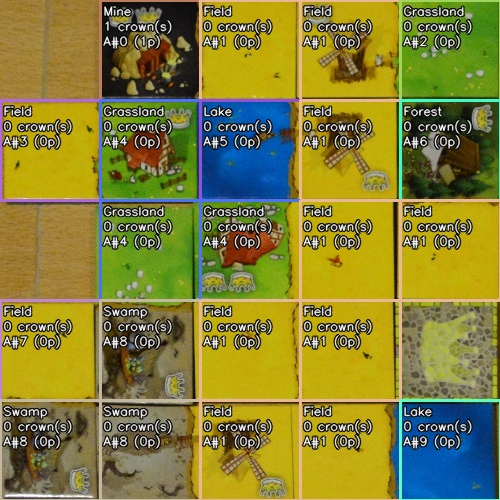 Mine
1 crown(s)
A#0 (1p)
Field
0 crown(s)
A#1 (0p)
Field
0 crown(s)
A#1 (0p)
Grassland
0 crown(s)
A#2 (0p)
Field
0 crown(s)
A#3 (0p)
Grassland
0 crown(s)
A#4 (0p)
Lake
0 crown(s)
A#5 (0p)
Field
0 crown(s)
A#1 (0p)
Forest
0 crown(s)
A#6 (0p)
Grassland
0 crown(s)
A#4 (0p)
Grassland
0 crown(s)
A#4 (0p)
Field
0 crown(s)
A#1 (0p)
Field
0 crown(s)
A#1 (0p)
Field
0 crown(s)
A#7 (0p)
Swamp
0 crown(s)
A#8 (0p)
Field
0 crown(s)
A#1 (0p)
Field
0 crown(s)
A#1 (0p)
Swamp
0 crown(s)
A#8 (0p)
Swamp
0 crown(s)
A#8 (0p)
Field
0 crown(s)
A#1 (0p)
Field
0 crown(s)
A#1 (0p)
Lake
0 crown(s)
A#9 (0p)